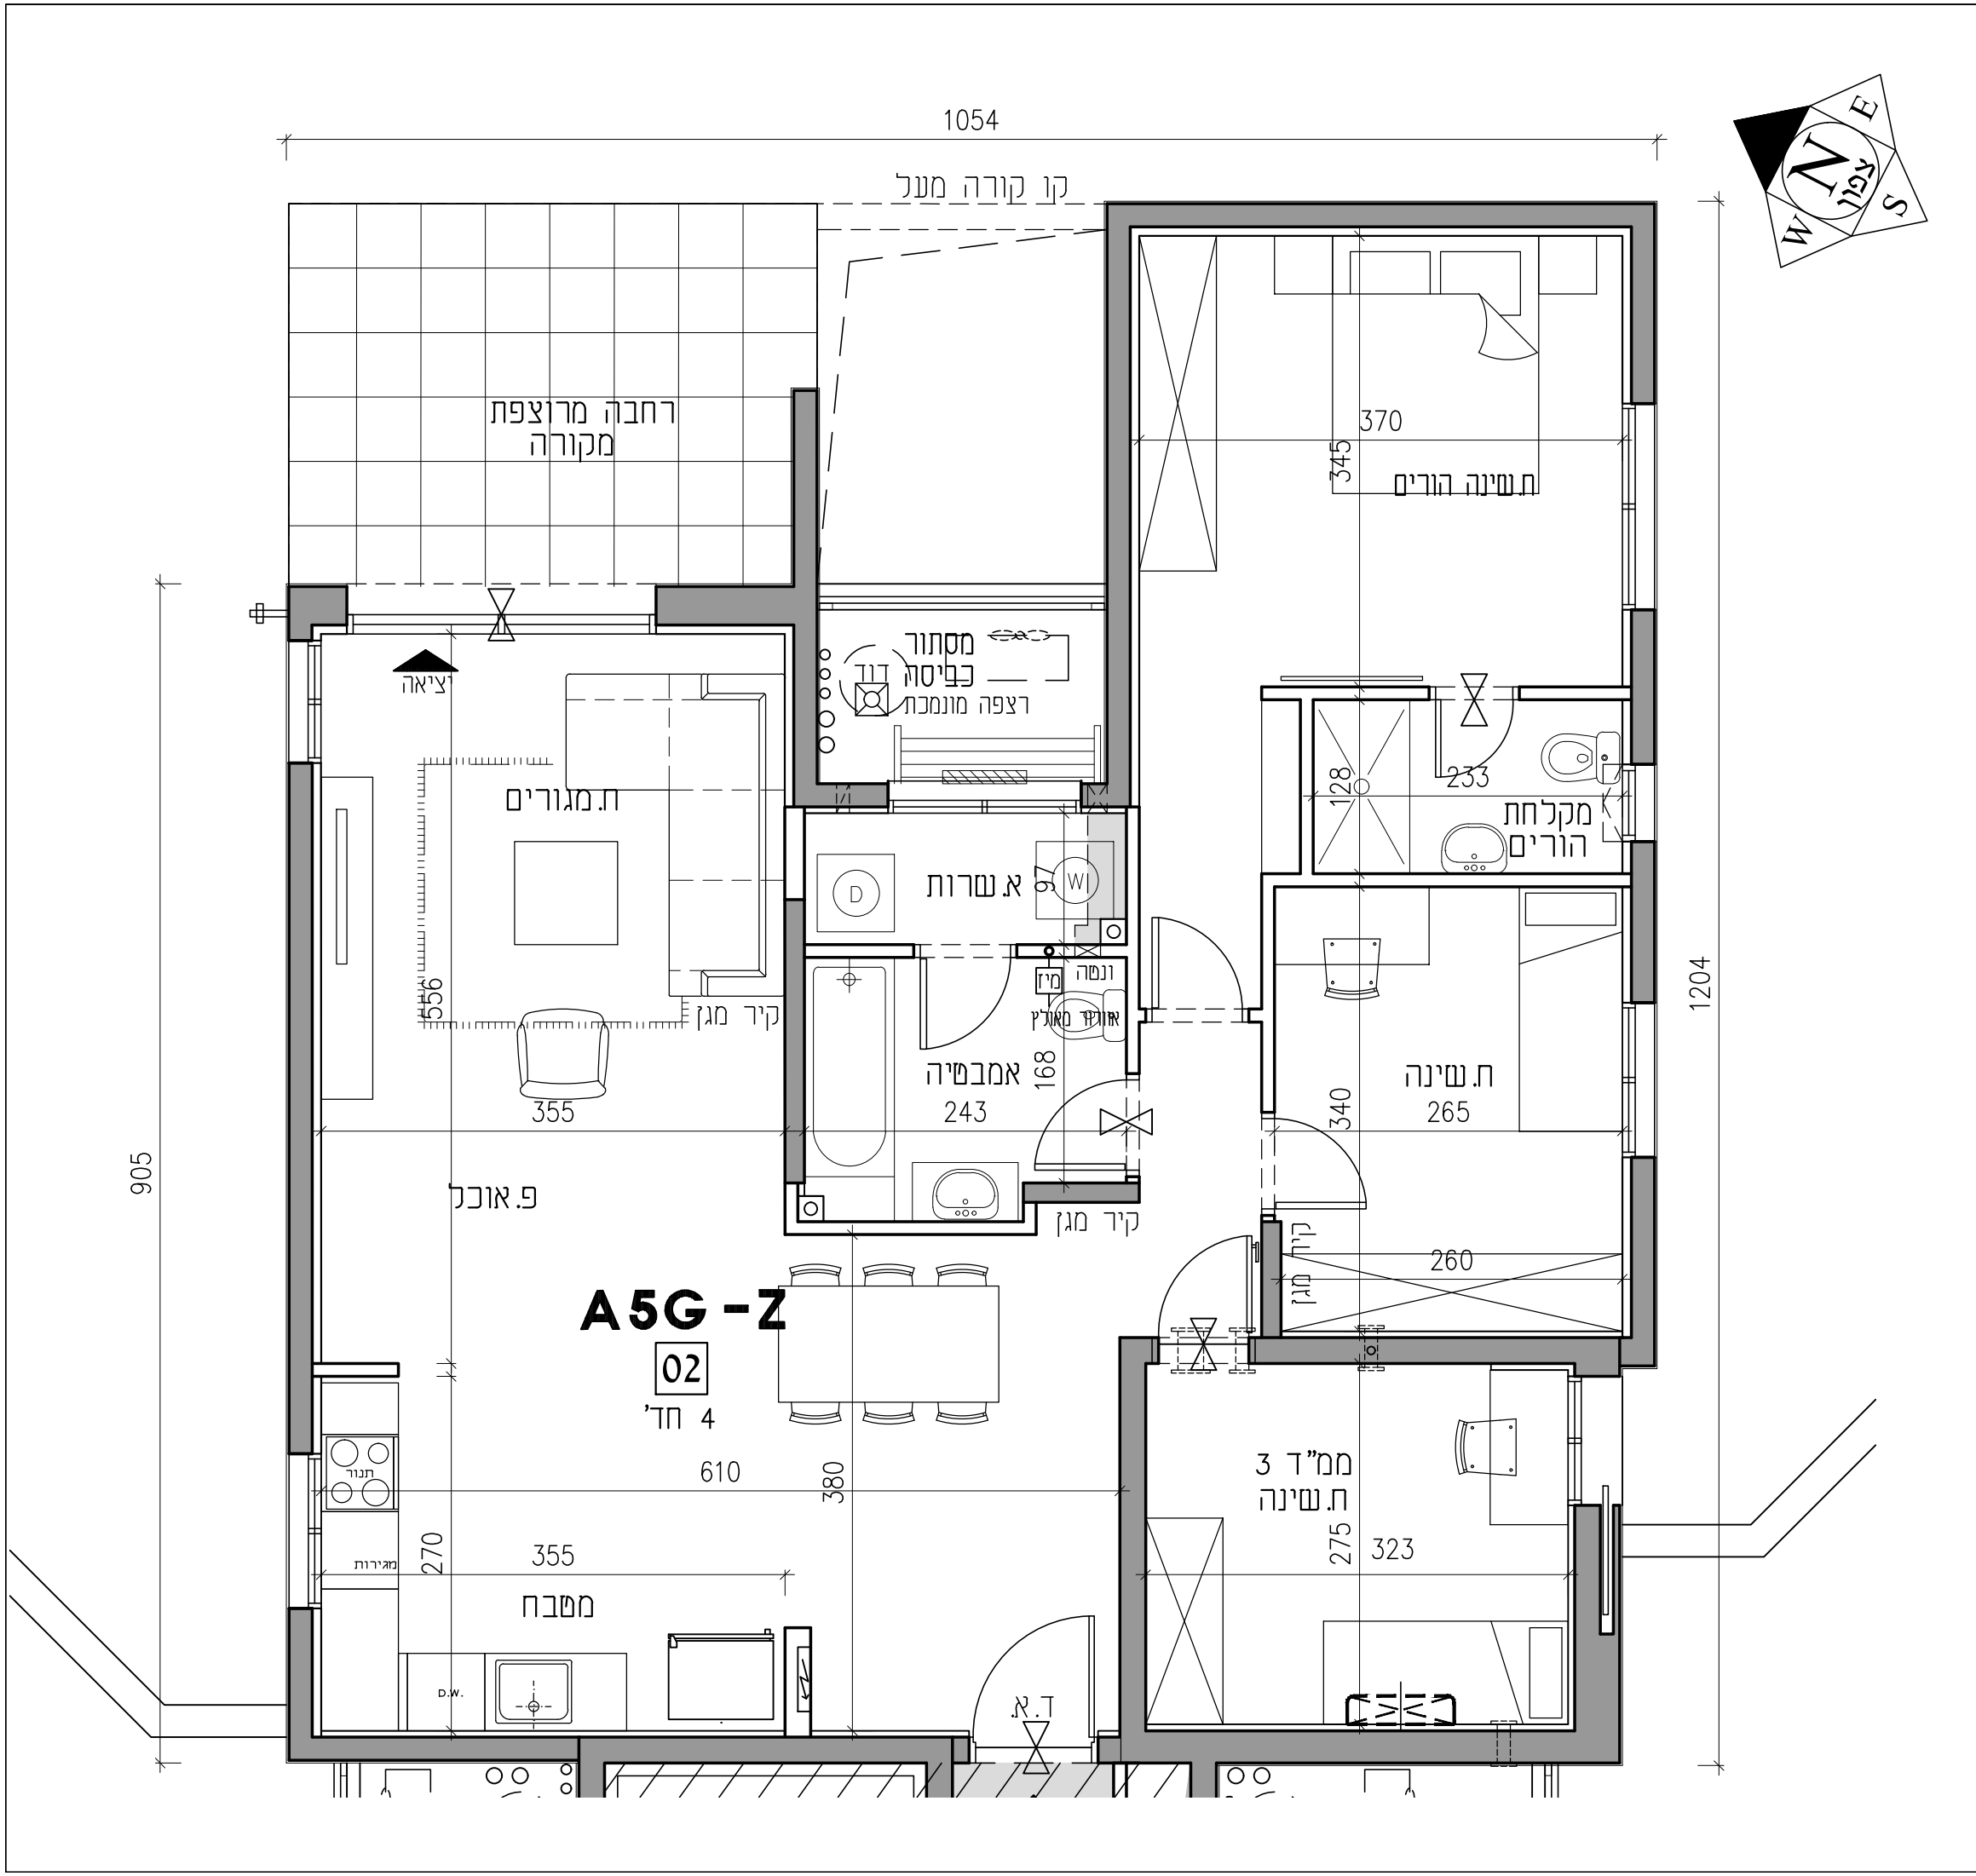 1054
קו קורה מעל
N
צפון
E
S
W
רחבה מרוצפת
מקורה
370
345
ח.שינה הורים
מסתור
כביסה
דוד
רצפה מונמכת
יציאה
ח.מגורים
128
233
מקלחת
הורים
א.שרות
97
D
W
556
קיר מגן
ונטה
מיז
אוורור מאולץ
אמבטיה
168
243
355
ח.שינה
340
265
1204
905
פ.אוכל
קיר מגן
קיר מגן
260
A5G-Z
02
4 חד'
תנור
610
380
ממ"ד 3
ח.שינה
275
323
270
355
מגירות
מטבח
D.W.
ד.א.